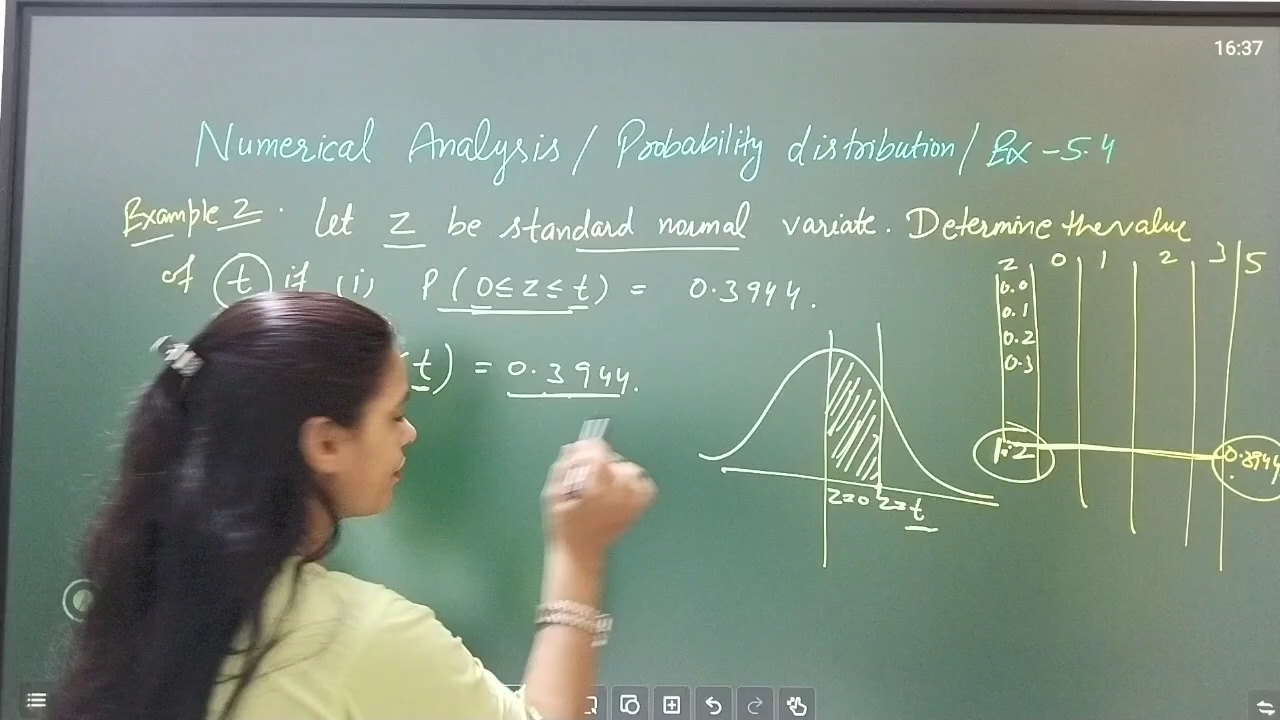 16:37
Numerical Analysis / Probability distribution / Ex - 5.4
Example 2. Let Z be standard normal variate. Determine the value
of t if (i) P(0≤Z≤t) = 0.3944.
t) = 0.3944.
Z 0 1 2 3 5
0.0
0.1
0.2
0.3
1.2 0.3944
Z=0 Z=t